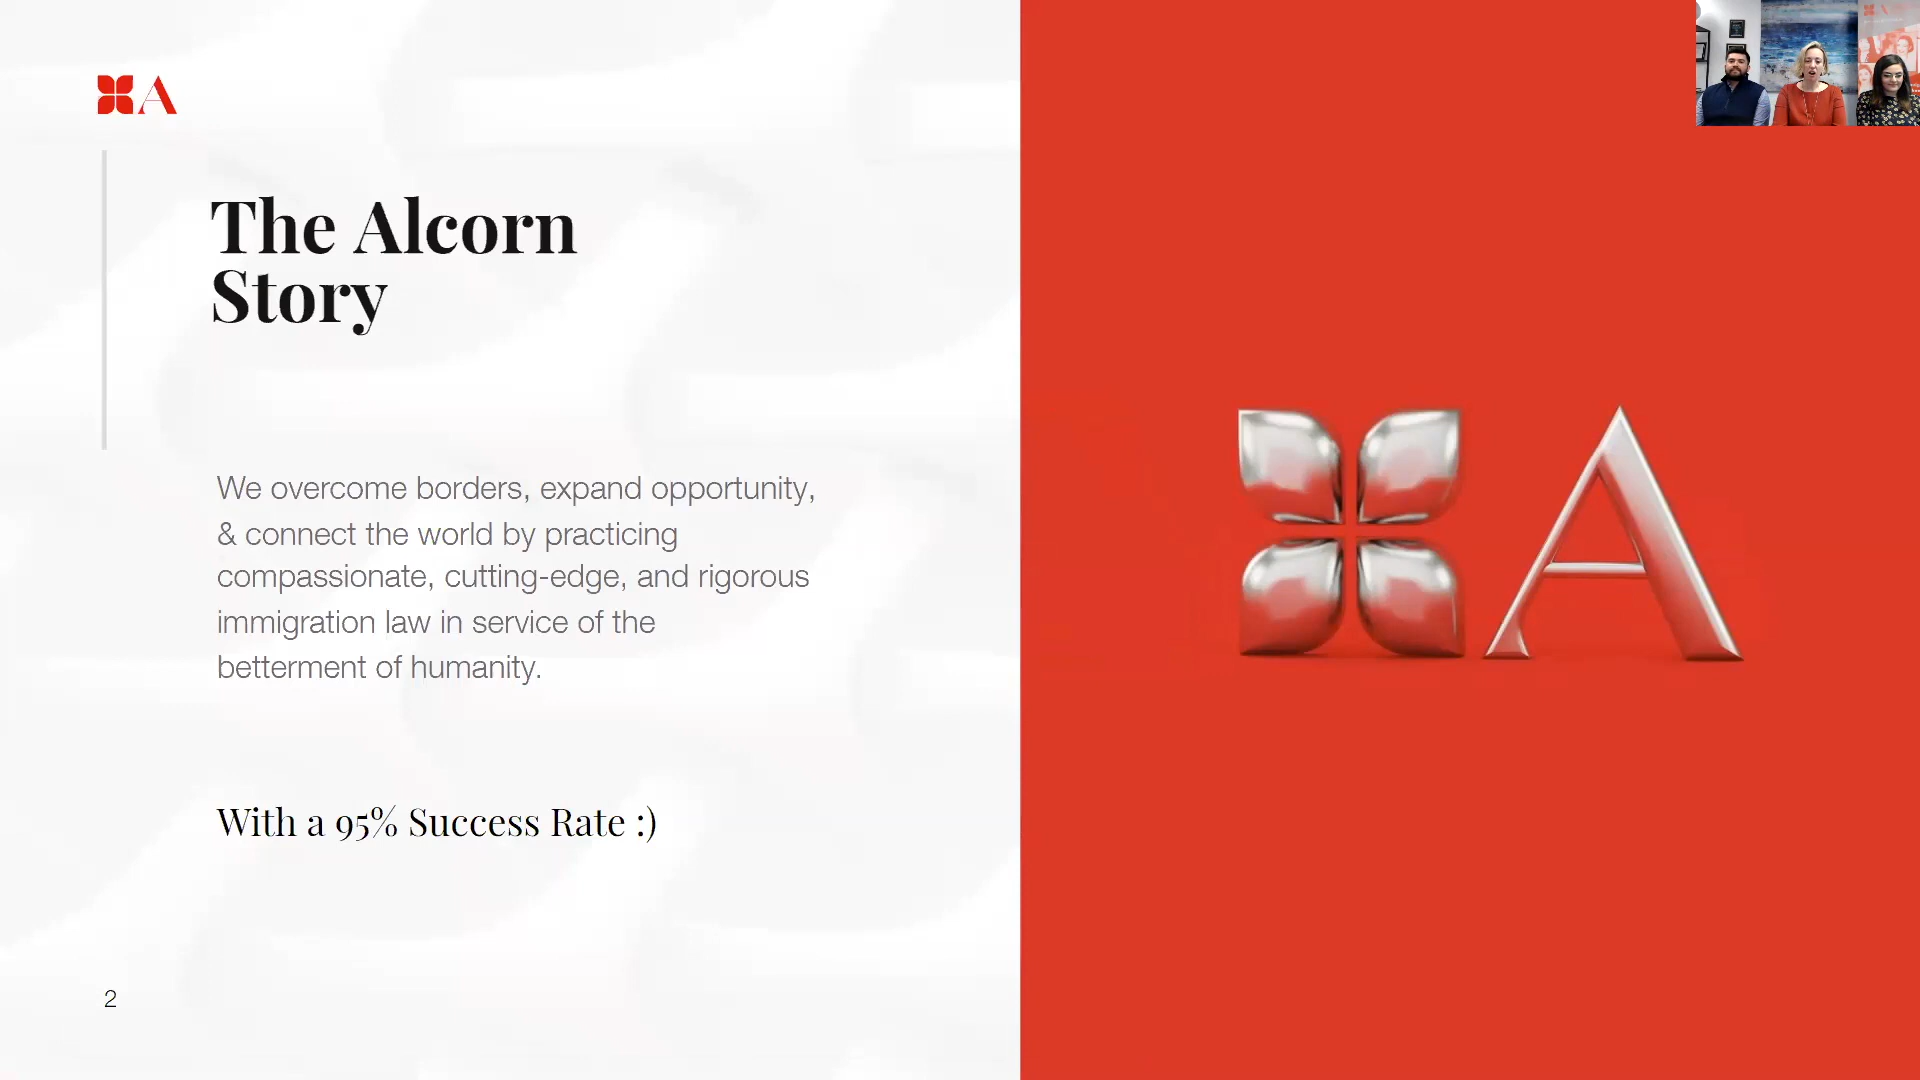 A
The Alcorn
Story
We overcome borders, expand opportunity,
& connect the world by practicing
compassionate, cutting-edge, and rigorous
immigration law in service of the
betterment of humanity.
With a 95% Success Rate :)
2
A